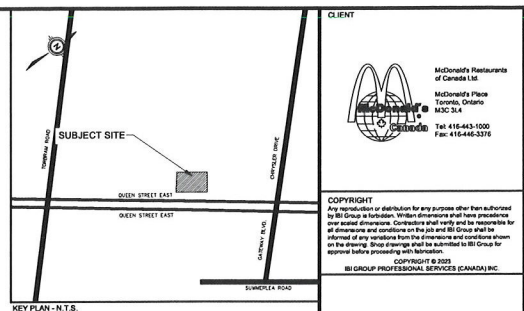 N
TORBRAM ROAD
SUBJECT SITE
CHRYSLER DRIVE
QUEEN STREET EAST
QUEEN STREET EAST
GATEWAY BLVD.
SUMMERLEA ROAD
KEY PLAN - N.T.S.
CLIENT
McDonald's
Canada
McDonald's Restaurants
of Canada Ltd.
McDonald's Place
Toronto, Ontario
M3C 3L4
Tel: 416-443-1000
Fax: 416-446-3376
COPYRIGHT
Any reproduction or distribution for any purpose other than authorized
by IBI Group is forbidden. Written dimensions shall have precedence
over scaled dimensions. Contractors shall verify and be responsible for
all dimensions and conditions on the job and IBI Group shall be
informed of any variations from the dimensions and conditions shown
on the drawing. Shop drawings shall be submitted to IBI Group for
approval before proceeding with fabrication.
COPYRIGHT © 2023
IBI GROUP PROFESSIONAL SERVICES (CANADA) INC.